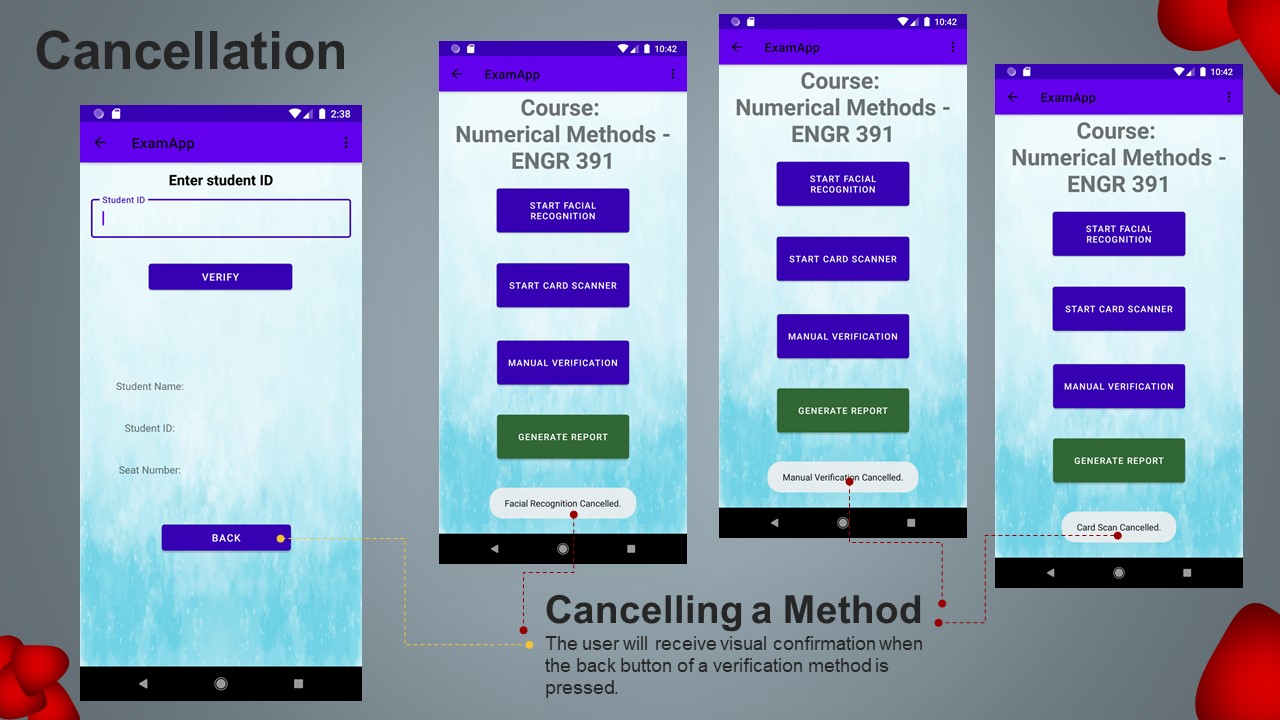 Cancellation
2:38
ExamApp
Enter student ID
Student ID
VERIFY
Student Name:
Student ID:
Seat Number:
BACK
10:42
ExamApp
Course:
Numerical Methods -
ENGR 391
START FACIAL
RECOGNITION
START CARD SCANNER
MANUAL VERIFICATION
GENERATE REPORT
Facial Recognition Cancelled.
10:42
ExamApp
Course:
Numerical Methods -
ENGR 391
START FACIAL
RECOGNITION
START CARD SCANNER
MANUAL VERIFICATION
GENERATE REPORT
Manual Verification Cancelled.
10:42
ExamApp
Course:
Numerical Methods -
ENGR 391
START FACIAL
RECOGNITION
START CARD SCANNER
MANUAL VERIFICATION
GENERATE REPORT
Card Scan Cancelled.
Cancelling a Method
The user will receive visual confirmation when
the back button of a verification method is
pressed.